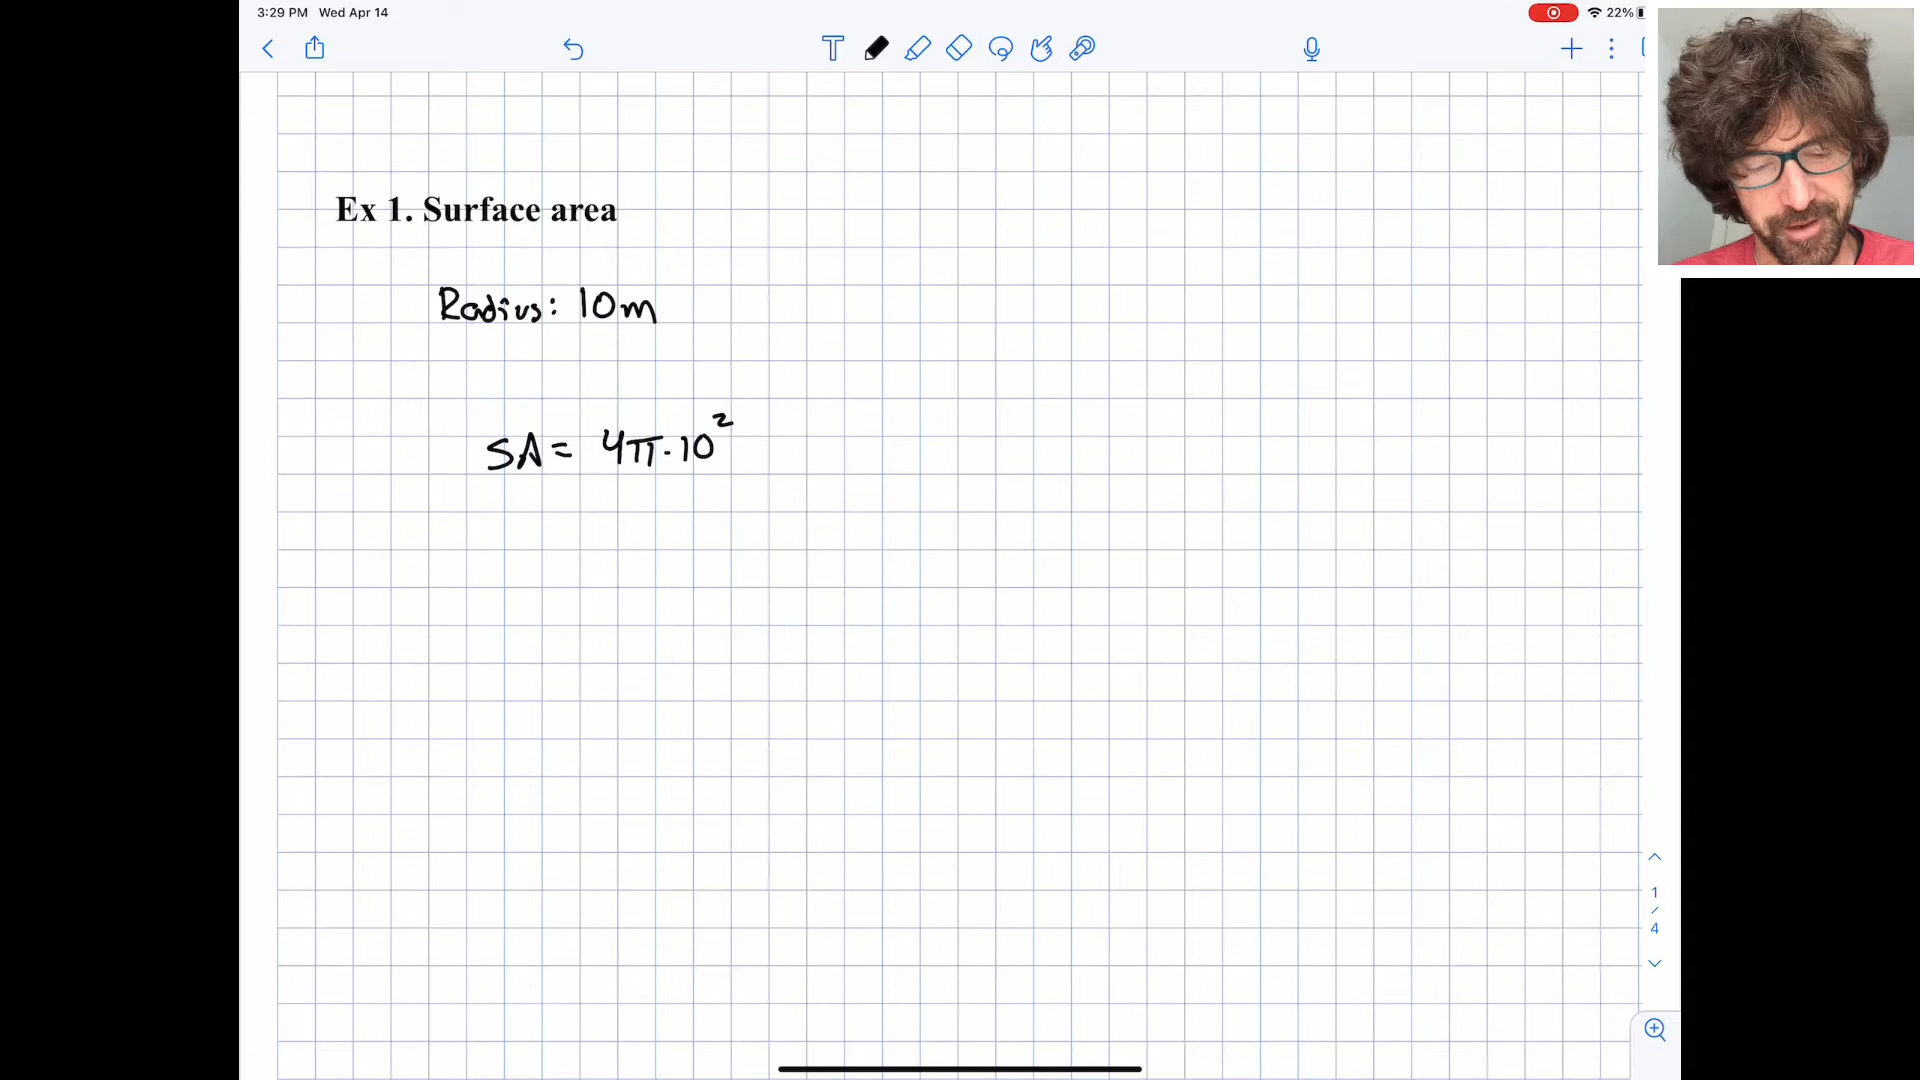 3:29 PM Wed Apr 14
22%
T
Ex 1. Surface area
Radius: 10m
SA = 4π·10²
1
/
4